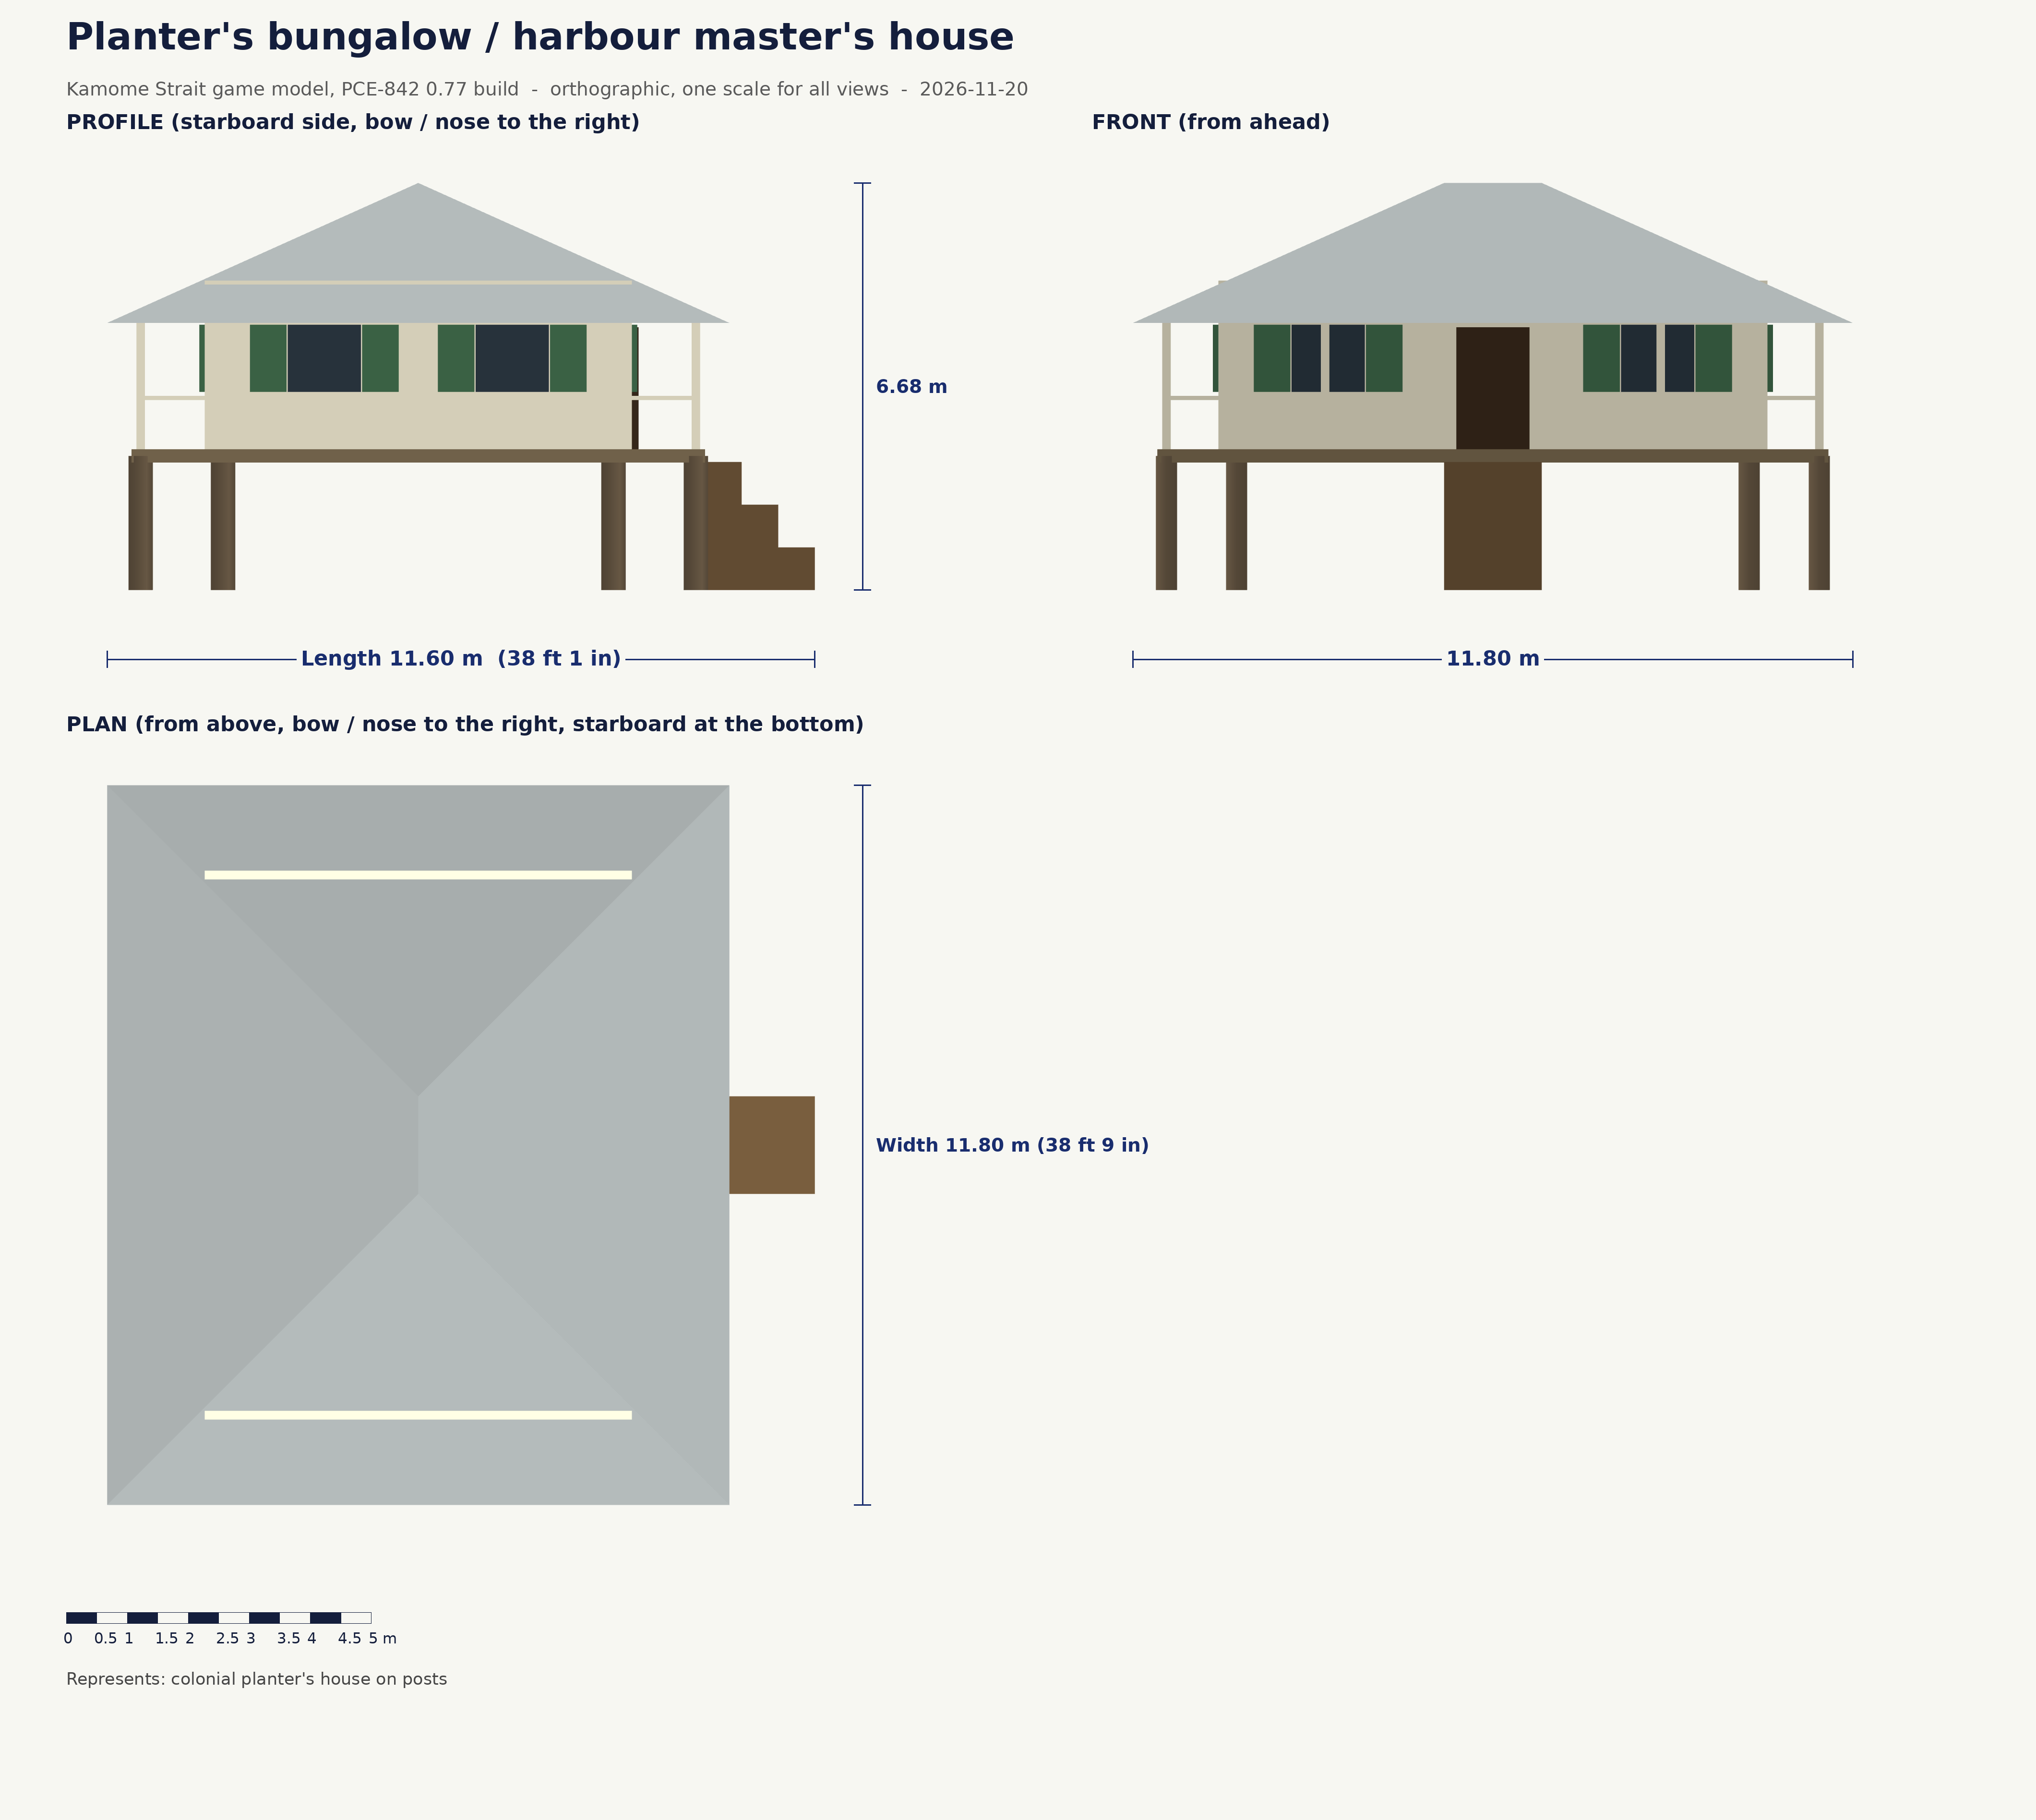 Planter's bungalow / harbour master's house
Kamome Strait game model, PCE-842 0.77 build  -  orthographic, one scale for all views  -  2026-11-20
PROFILE (starboard side, bow / nose to the right)
FRONT (from ahead)
6.68 m
Length 11.60 m  (38 ft 1 in)
11.80 m
PLAN (from above, bow / nose to the right, starboard at the bottom)
Width 11.80 m (38 ft 9 in)
0 0.5 1 1.5 2 2.5 3 3.5 4 4.5 5 m
Represents: colonial planter's house on posts